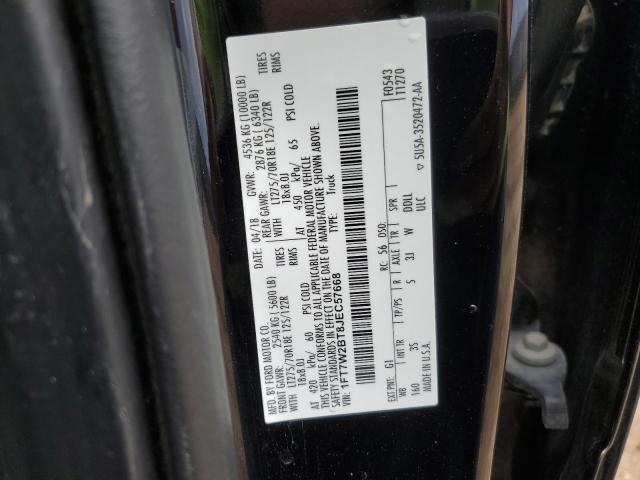 MFD. BY FORD MOTOR CO.
DATE: 04/18 GVWR: 4536 KG (10000 LB)
FRONT GAWR: 2540 KG (5600 LB) REAR GAWR: 2876 KG (6340 LB)
WITH LT275/70R18E 125/122R TIRES WITH LT275/70R18E 125/122R TIRES
18x8.0J RIMS 18x8.0J RIMS
AT 420 kPa/ 60 PSI COLD AT 450 kPa/ 65 PSI COLD
THIS VEHICLE CONFORMS TO ALL APPLICABLE FEDERAL MOTOR VEHICLE
SAFETY STANDARDS IN EFFECT ON THE DATE OF MANUFACTURE SHOWN ABOVE.
VIN: 1FT7W2BT8JEC57668 TYPE: Truck
F0543
T1270
EXT PNT: G1 RC: 56 DSO:
WB INT TR TP/PS R AXLE TR SPR
160 3S 5 3J W DDLL
MADE IN U.S.A. ULC
5U5A-3520472-AA